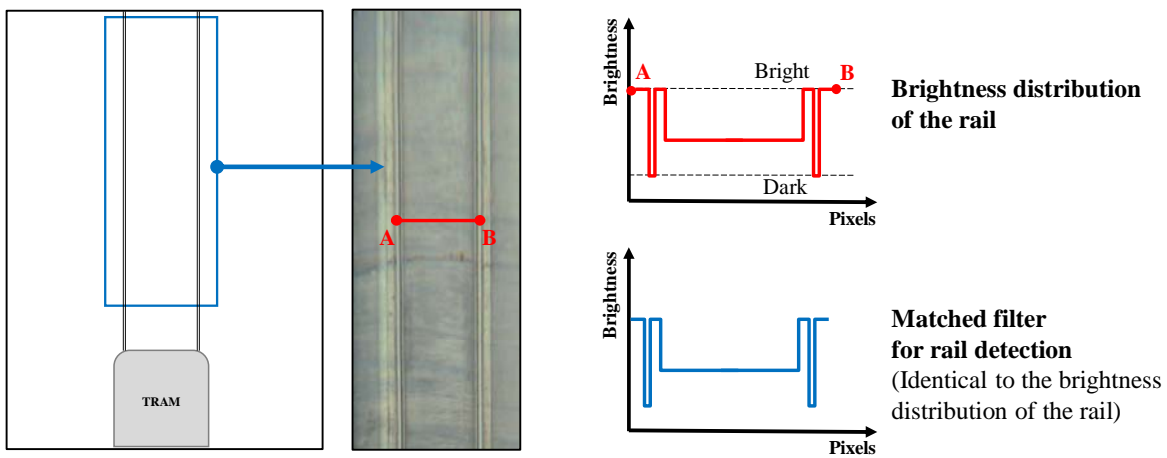 TRAM
A
B
Brightness
A
Bright
B
Dark
Pixels
Brightness distribution
of the rail
Brightness
Pixels
Matched filter
for rail detection
(Identical to the brightness
distribution of the rail)